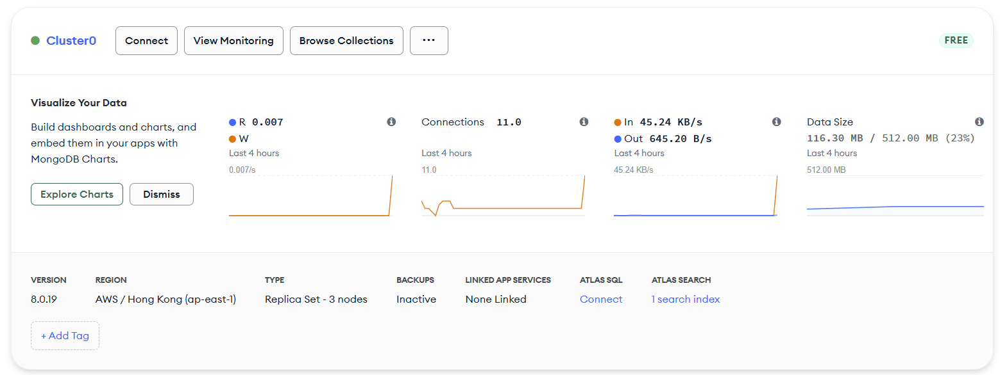 Cluster0 Connect View Monitoring Browse Collections ... FREE
Visualize Your Data
Build dashboards and charts, and
embed them in your apps with
MongoDB Charts.
Explore Charts Dismiss
R 0.007
W
Last 4 hours
0.007/s
Connections 11.0
Last 4 hours
11.0
In 45.24 KB/s
Out 645.20 B/s
Last 4 hours
45.24 KB/s
Data Size
116.30 MB / 512.00 MB (23%)
Last 4 hours
512.00 MB
VERSION REGION TYPE BACKUPS LINKED APP SERVICES ATLAS SQL ATLAS SEARCH
8.0.19 AWS / Hong Kong (ap-east-1) Replica Set - 3 nodes Inactive None Linked Connect 1 search index
+ Add Tag